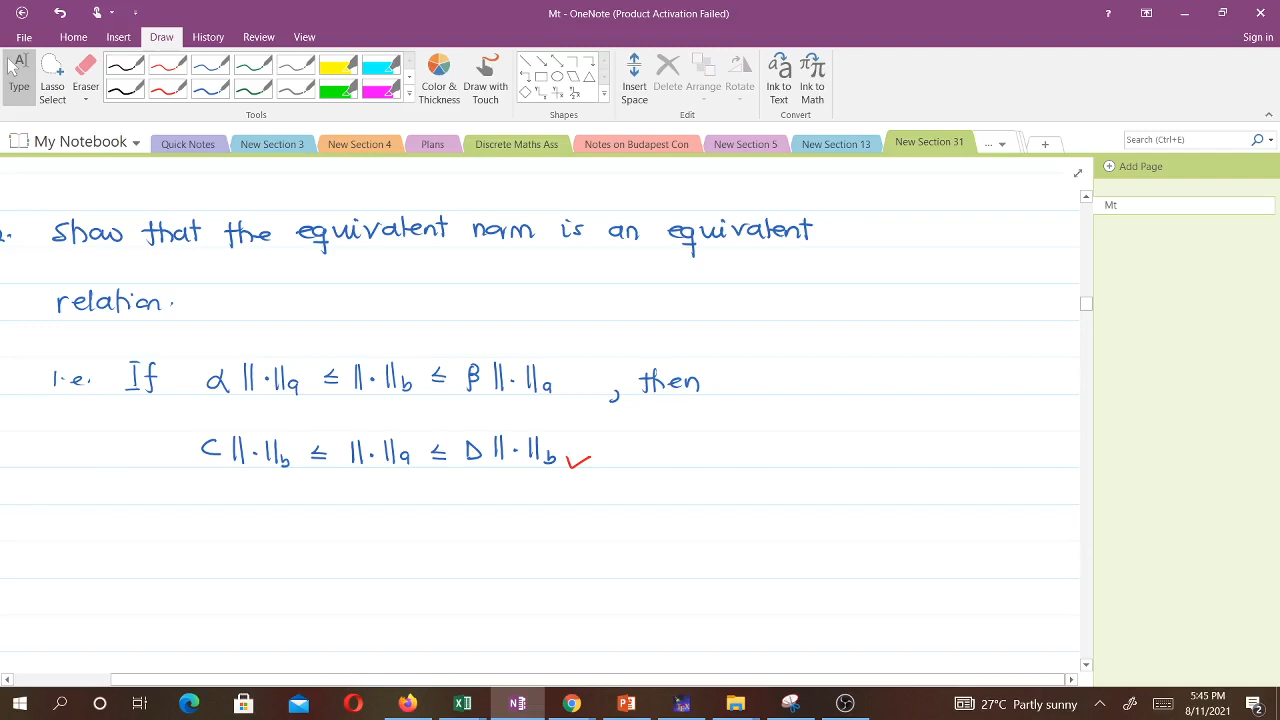 Mt - OneNote (Product Activation Failed)
File Home Insert Draw History Review View Sign in
Type Lasso Select Eraser Color & Thickness Draw with Touch Insert Space Delete Arrange Rotate Ink to Text Ink to Math
Tools Shapes Edit Convert
My Notebook Quick Notes New Section 3 New Section 4 Plans Discrete Maths Ass Notes on Budapest Con New Section 5 New Section 13 New Section 31 ... + Search (Ctrl+E)
Add Page
Mt
Show that the equivalent norm is an equivalent
relation.
i.e. If α ||·||a ≤ ||·||b ≤ β ||·||a , then
C ||·||b ≤ ||·||a ≤ D ||·||b ✓
27°C Partly sunny 5:45 PM
8/11/2021